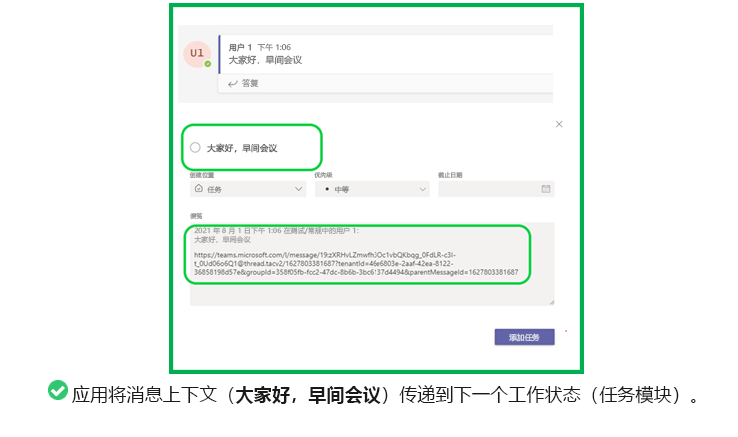 U1
用户 1 下午 1:06
大家好，早间会议
答复
大家好，早间会议
创建位置 优先级 截止日期
任务 中等
便笺
2021 年 8 月 1 日下午 1:06 在测试/常规中的用户 1:
大家好，早间会议
https://teams.microsoft.com/l/message/19:zXRHvLZmwfhJOc1vbQKbqg_0FdLR-c3I-
t_0Ud06o6Q1@thread.tacv2/1627803381687?tenantId=46e6803e-2aaf-42ea-8122-
36858198d57e&groupId=358f05fb-fcc2-47dc-8b6b-3bc6137d4494&parentMessageId=1627803381687
添加任务
应用将消息上下文（大家好，早间会议）传递到下一个工作状态（任务模块）。